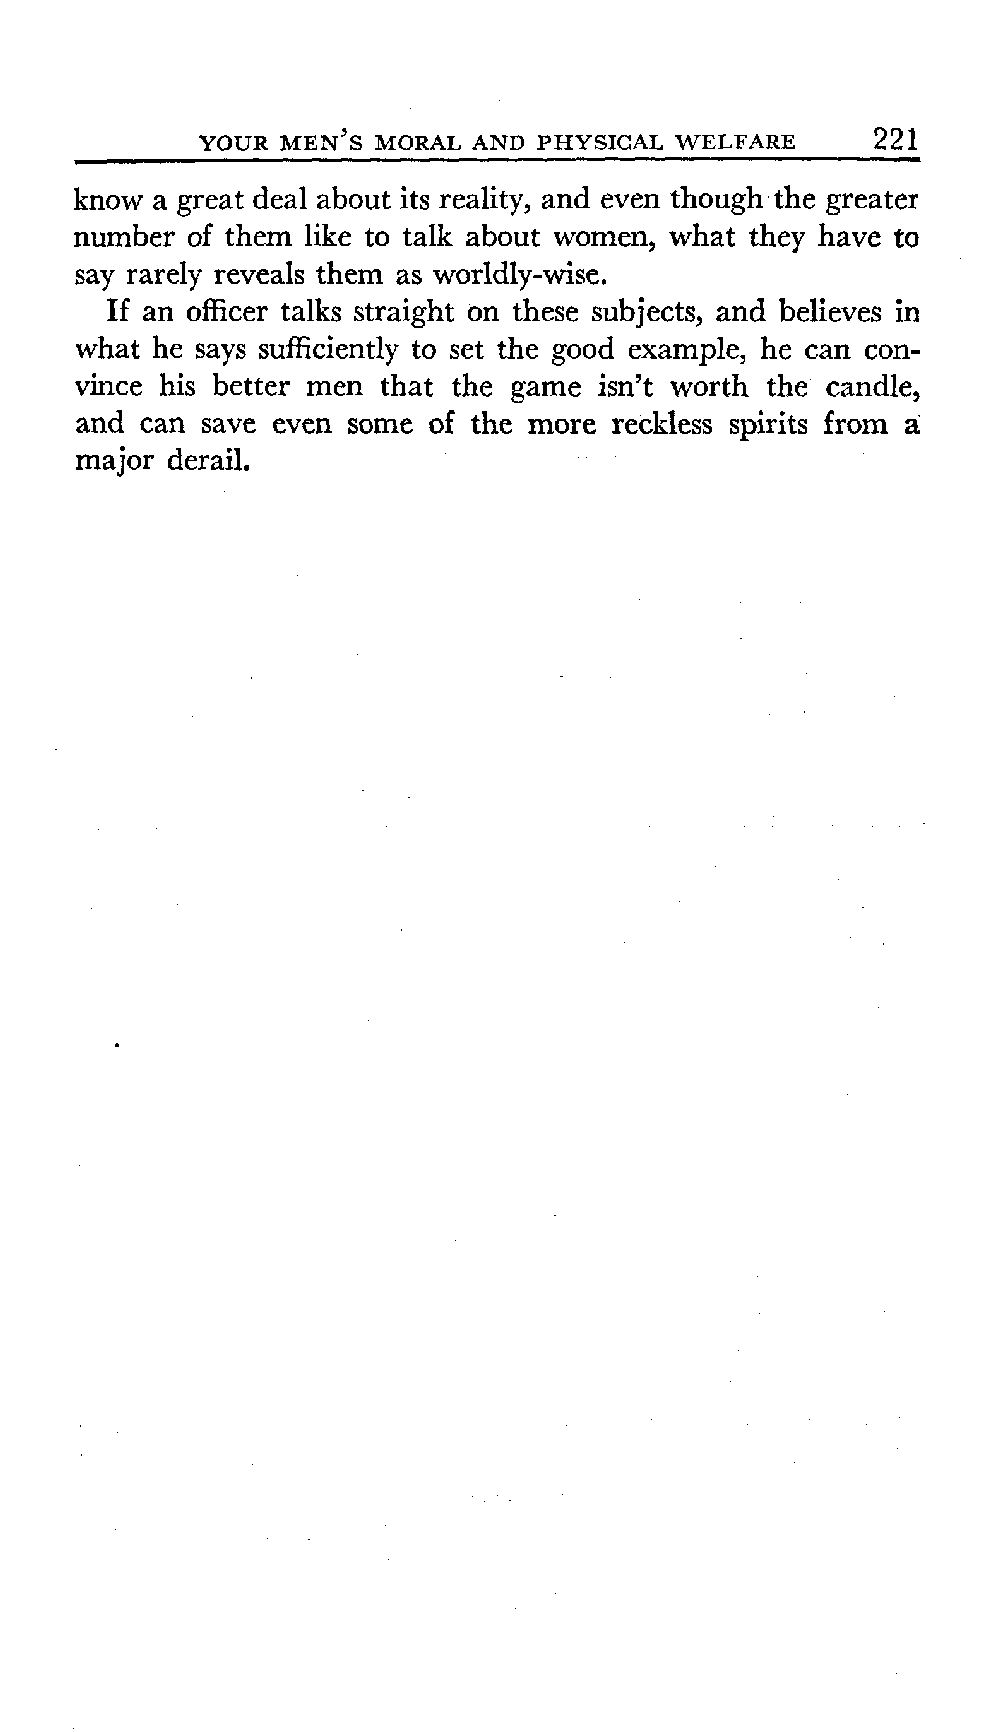 YOUR MEN'S MORAL AND PHYSICAL WELFARE 221
know a great deal about its reality, and even though the greater
number of them like to talk about women, what they have to
say rarely reveals them as worldly-wise.
If an officer talks straight on these subjects, and believes in
what he says sufficiently to set the good example, he can con-
vince his better men that the game isn't worth the candle,
and can save even some of the more reckless spirits from a
major derail.